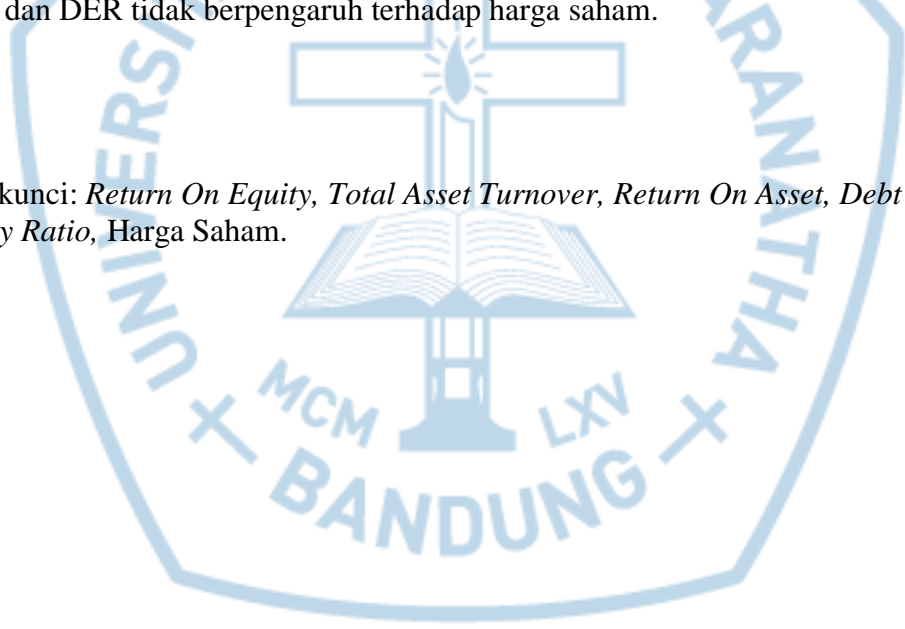 dan DER tidak berpengaruh terhadap harga saham.
kunci: Return On Equity, Total Asset Turnover, Return On Asset, Debt
y Ratio, Harga Saham.
MCM LXV
BANDUNG